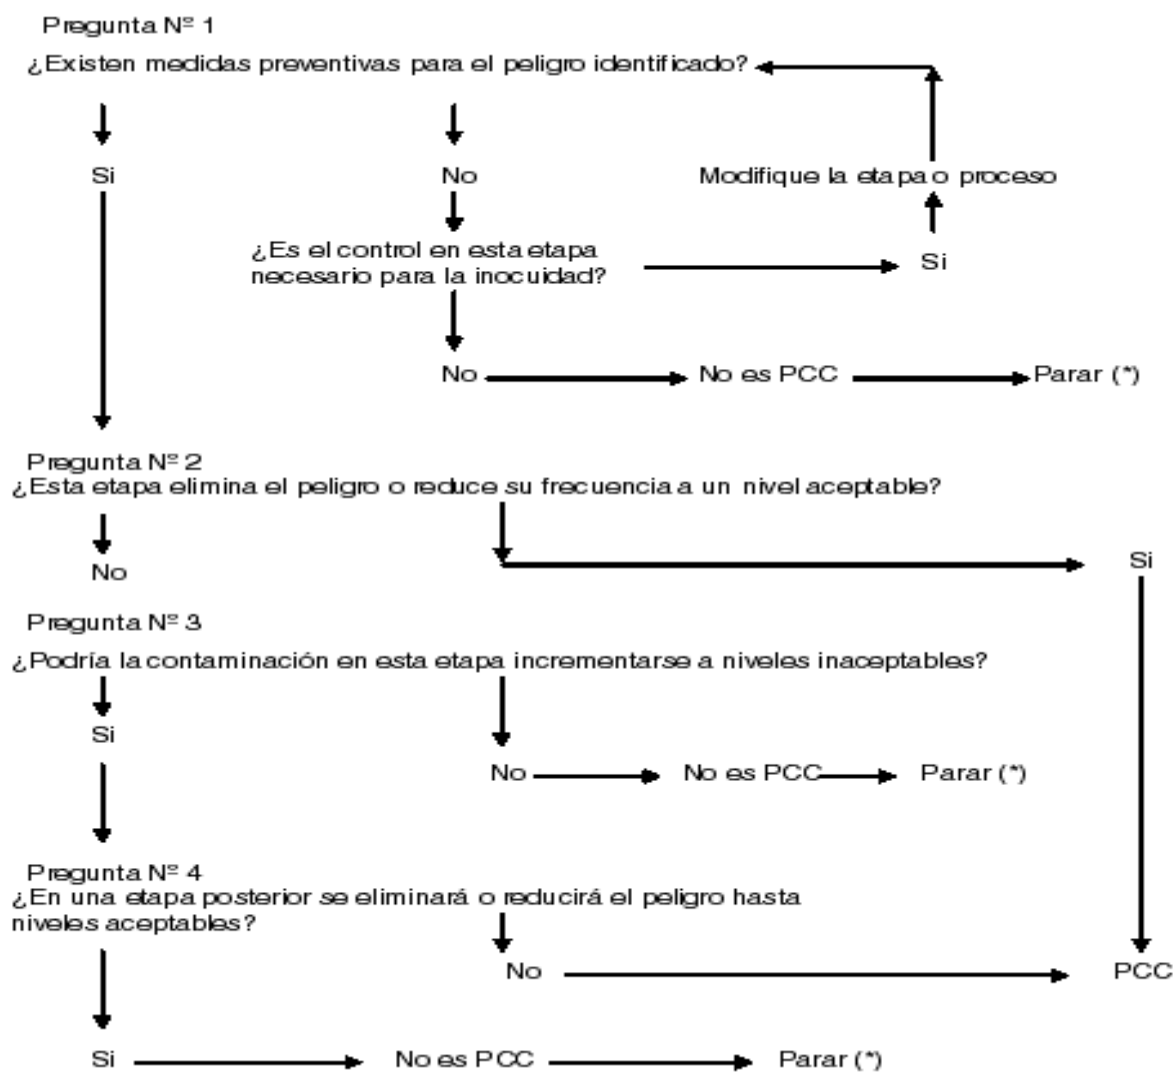 Pregunta Nº 1
¿Existen medidas preventivas para el peligro identificado?
Si
No
Modifique la etapa o proceso
¿Es el control en esta etapa
necesario para la inocuidad?
Si
No
No es PCC
Parar (*)
Pregunta Nº 2
¿Esta etapa elimina el peligro o reduce su frecuencia a un nivel aceptable?
No
Si
Pregunta Nº 3
¿Podría la contaminación en esta etapa incrementarse a niveles inaceptables?
Si
No
No es PCC
Parar (*)
Pregunta Nº 4
¿En una etapa posterior se eliminará o reducirá el peligro hasta
niveles aceptables?
No
PCC
Si
No es PCC
Parar (*)